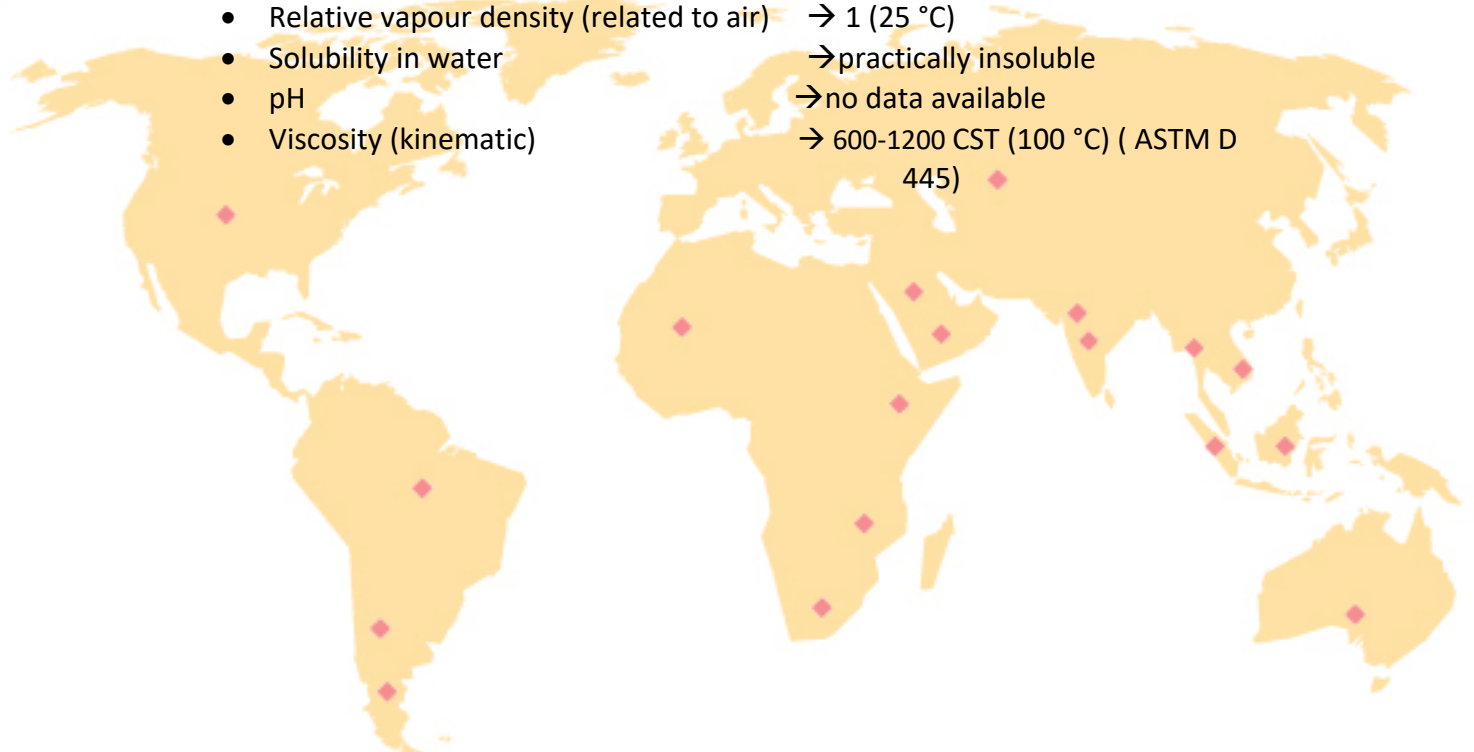 • Relative vapour density (related to air) → 1 (25 °C)
• Solubility in water →practically insoluble
• pH →no data available
• Viscosity (kinematic) → 600-1200 CST (100 °C) ( ASTM D
445)